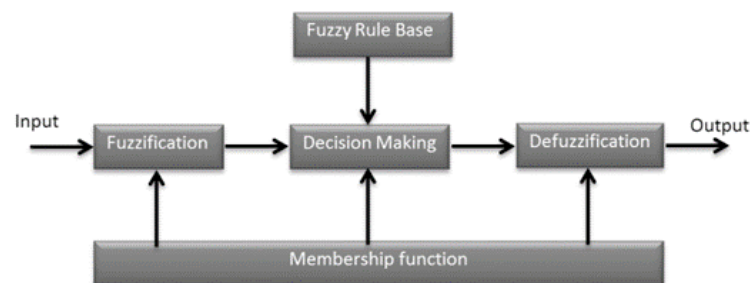 Fuzzy Rule Base
Input
Fuzzification
Decision Making
Defuzzification
Output
Membership function